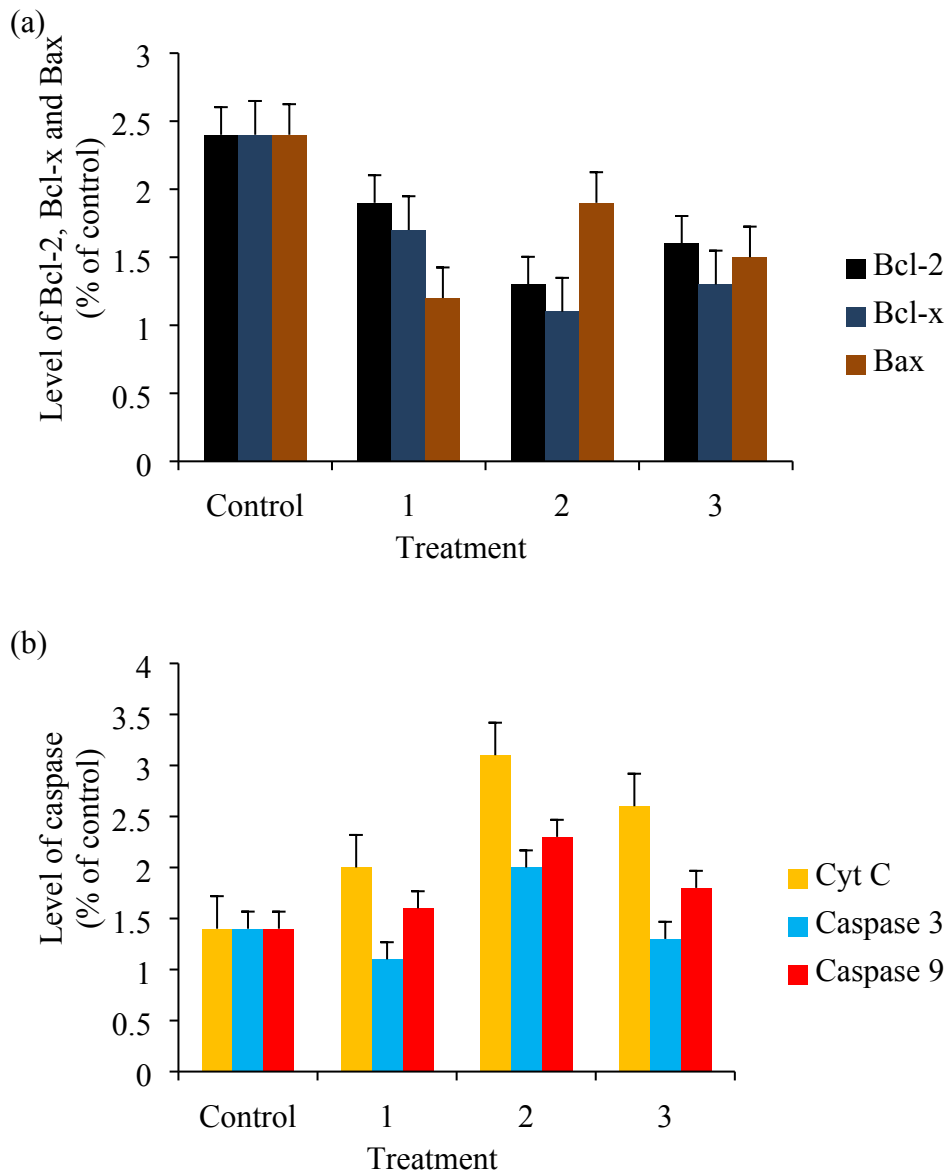 (a)
Level of Bcl-2, Bcl-x and Bax
(% of control)
3
2.5
2
1.5
1
0.5
0
Control 1 2 3
Treatment
Bcl-2
Bcl-x
Bax
(b)
Level of caspase
(% of control)
4
3.5
3
2.5
2
1.5
1
0.5
0
Control 1 2 3
Treatment
Cyt C
Caspase 3
Caspase 9